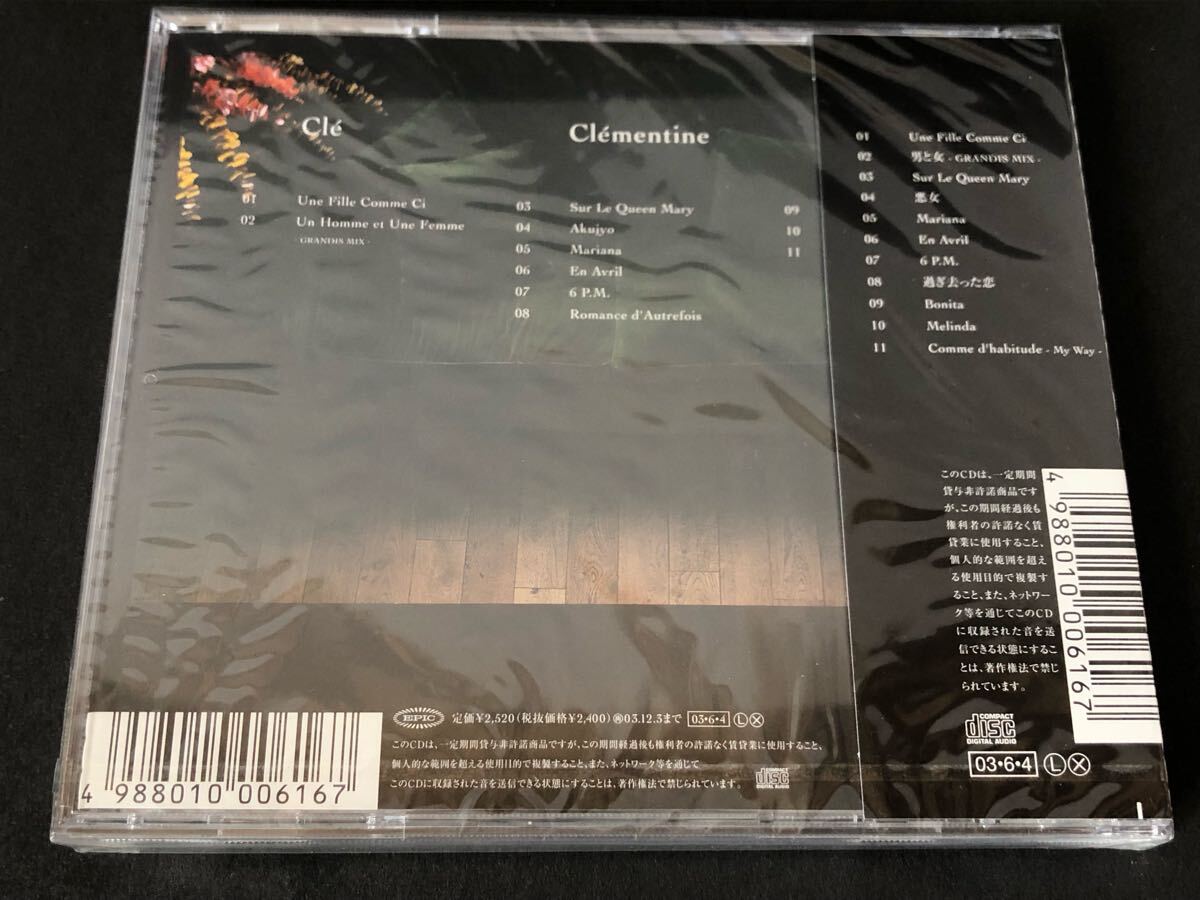 Clé
01 Une Fille Comme Ci
02 Un Homme et Une Femme
- GRANDIS MIX -
Clémentine
03 Sur Le Queen Mary
04 Akujyo
05 Mariana
06 En Avril
07 6 P.M.
08 Romance d'Autrefois
09
10
11
01 Une Fille Comme Ci
02 男と女 - GRANDIS MIX -
03 Sur Le Queen Mary
04 悪女
05 Mariana
06 En Avril
07 6 P.M.
08 過ぎ去った恋
09 Bonita
10 Melinda
11 Comme d'habitude - My Way -
このCDは、一定期間
貸与非許諾商品です
が、この期間経過後も
権利者の許諾なく賃
貸業に使用すること、
個人的な範囲を超え
る使用目的で複製す
ること、また、ネットワー
ク等を通じてこのCD
に収録された音を送
信できる状態にするこ
とは、著作権法で禁じ
られています。
4 988010 006167
COMPACT
disc
DIGITAL AUDIO
03・6・4 L X
4 988010 006167
EPIC 定価¥2,520(税抜価格¥2,400) 再03.12.3まで 03・6・4 L X
このCDは、一定期間貸与非許諾商品ですが、この期間経過後も権利者の許諾なく賃貸業に使用すること、
個人的な範囲を超える使用目的で複製すること、また、ネットワーク等を通じて
このCDに収録された音を送信できる状態にすることは、著作権法で禁じられています。
COMPACT
disc
DIGITAL AUDIO